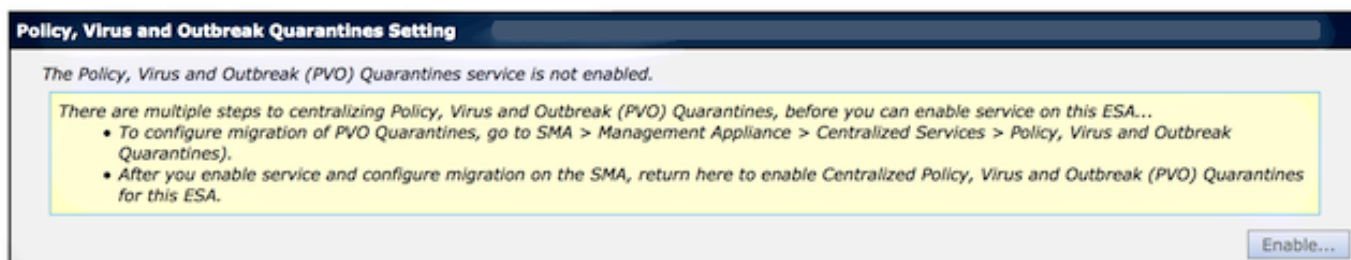 Policy, Virus and Outbreak Quarantines Setting
The Policy, Virus and Outbreak (PVO) Quarantines service is not enabled.
There are multiple steps to centralizing Policy, Virus and Outbreak (PVO) Quarantines, before you can enable service on this ESA...
• To configure migration of PVO Quarantines, go to SMA > Management Appliance > Centralized Services > Policy, Virus and Outbreak
Quarantines).
• After you enable service and configure migration on the SMA, return here to enable Centralized Policy, Virus and Outbreak (PVO) Quarantines
for this ESA.
Enable...